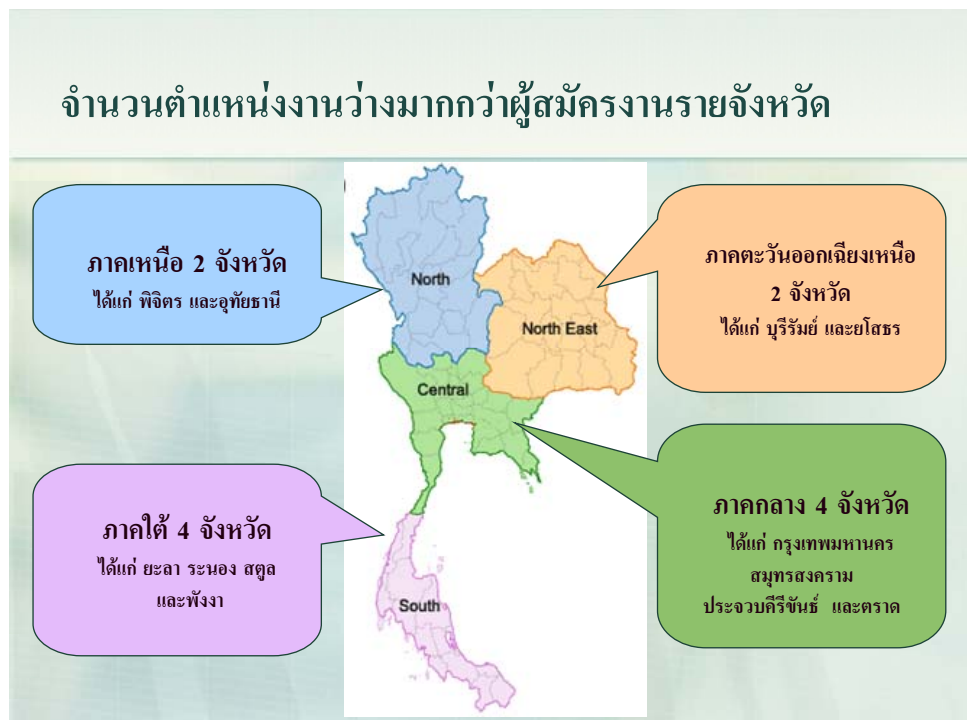 จำนวนตำแหน่งงานว่างมากกว่าผู้สมัครงานรายจังหวัด
ภาคเหนือ 2 จังหวัด
ได้แก่ พิจิตร และอุทัยธานี
ภาคตะวันออกเฉียงเหนือ
2 จังหวัด
ได้แก่ บุรีรัมย์ และยโสธร
North
North East
Central
South
ภาคใต้ 4 จังหวัด
ได้แก่ ยะลา ระนอง สตูล
และพังงา
ภาคกลาง 4 จังหวัด
ได้แก่ กรุงเทพมหานคร
สมุทรสงคราม
ประจวบคีรีขันธ์ และตราด